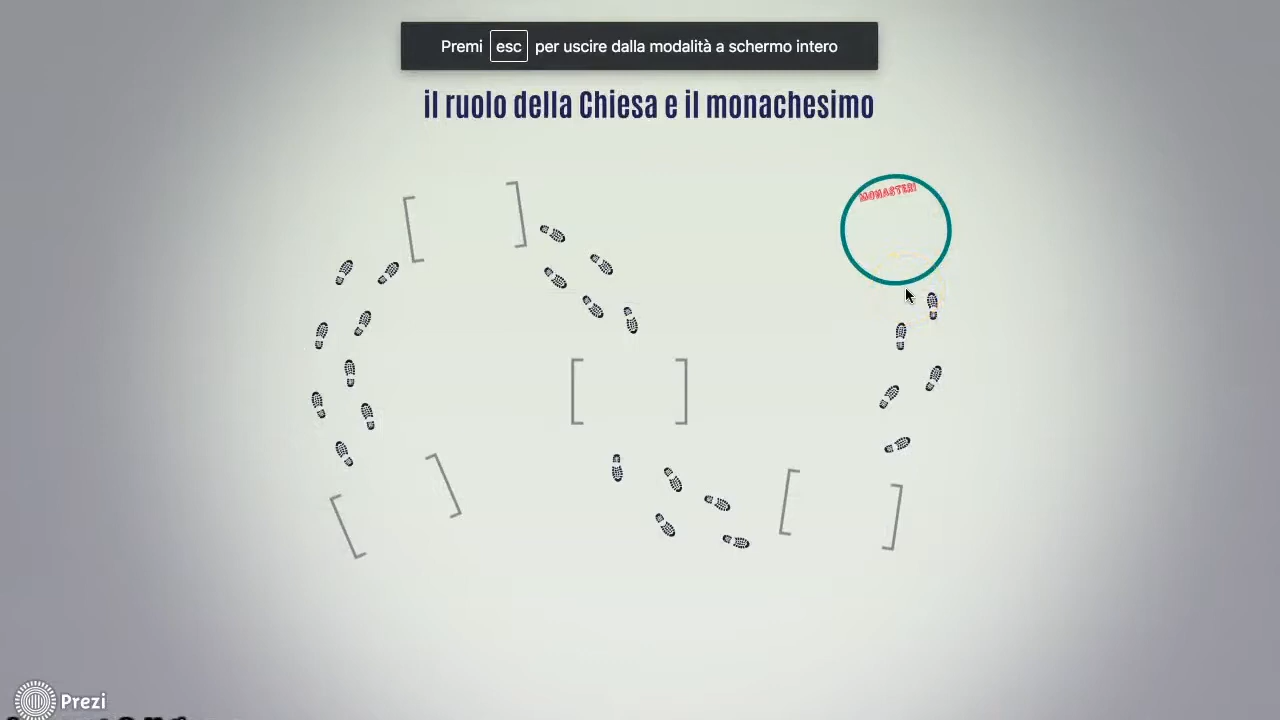 Premi esc per uscire dalla modalità a schermo intero
il ruolo della Chiesa e il monachesimo
MONASTERI
Prezi